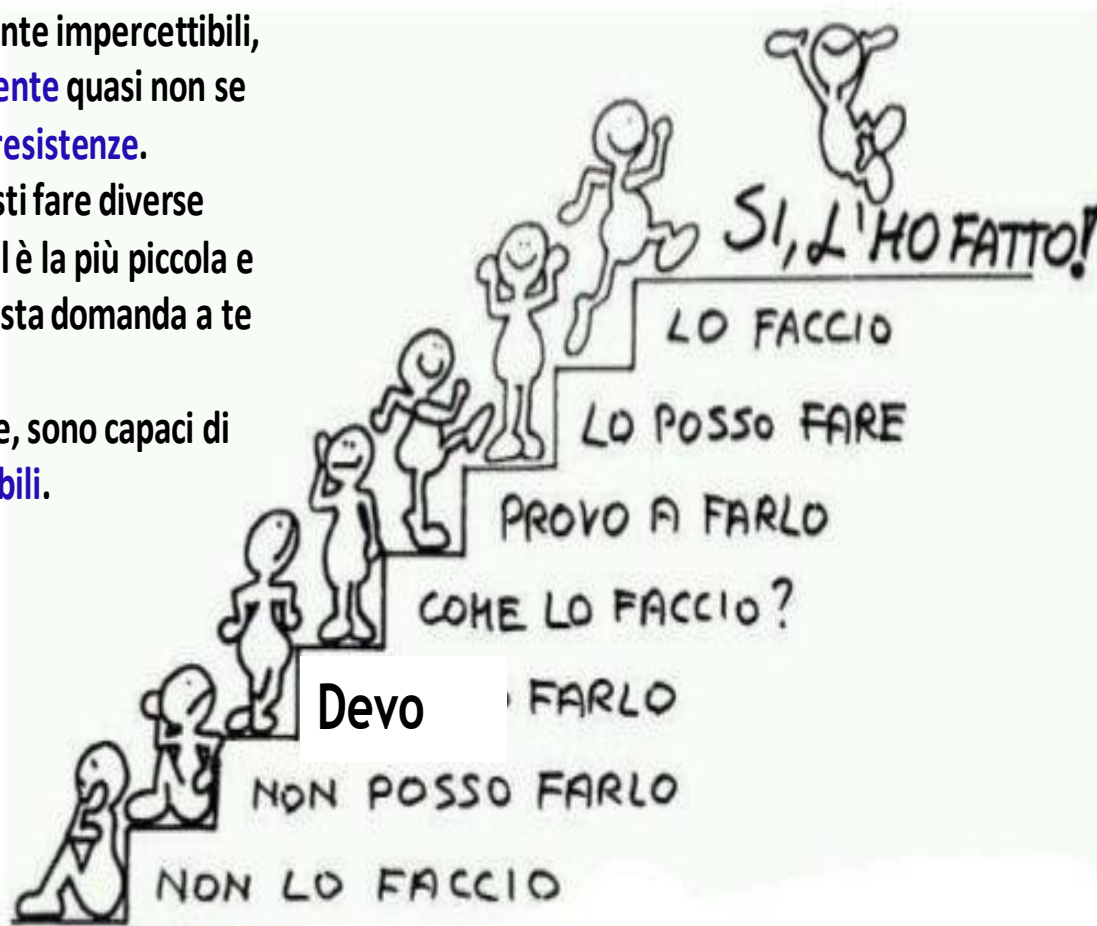 nte impercettibili,
ente quasi non se
resistenze.
sti fare diverse
l è la più piccola e
sta domanda a te
e, sono capaci di
bili.
SI, L'HO FATTO!
LO FACCIO
LO POSSO FARE
PROVO A FARLO
COME LO FACCIO?
Devo FARLO
NON POSSO FARLO
NON LO FACCIO